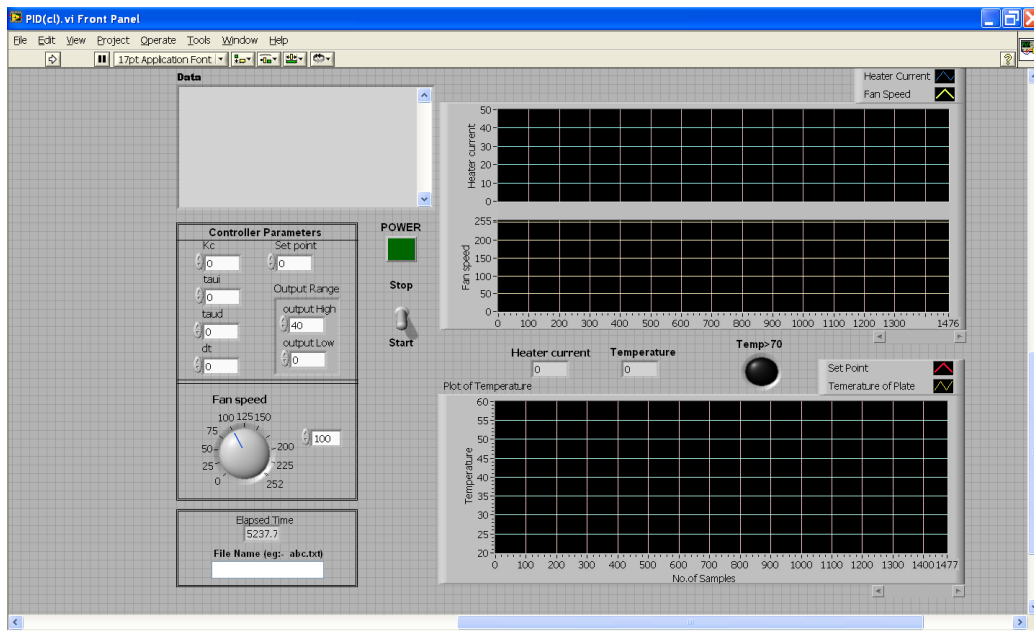 PID(cl).vi Front Panel
File Edit View Project Operate Tools Window Help
17pt Application Font
Data
Heater Current
Fan Speed
50
40
30
20
10
0
Heater current
255
200
150
100
50
0
Fan speed
0 100 200 300 400 500 600 700 800 900 1000 1100 1200 1300 1476
Controller Parameters
Kc
0
Set point
0
taui
0
taud
0
dt
0
Output Range
output High
40
output Low
0
POWER
Stop
Start
Heater current
0
Temperature
0
Temp>70
Fan speed
0 25 50 75 100 125 150 200 225 252
100
Elapsed Time
5237.7
File Name (eg:- abc.txt)
Set Point
Temerature of Plate
Plot of Temperature
60
55
50
45
40
35
30
25
20
Temperature
0 100 200 300 400 500 600 700 800 900 1000 1100 1200 1300 1400 1477
No.of Samples